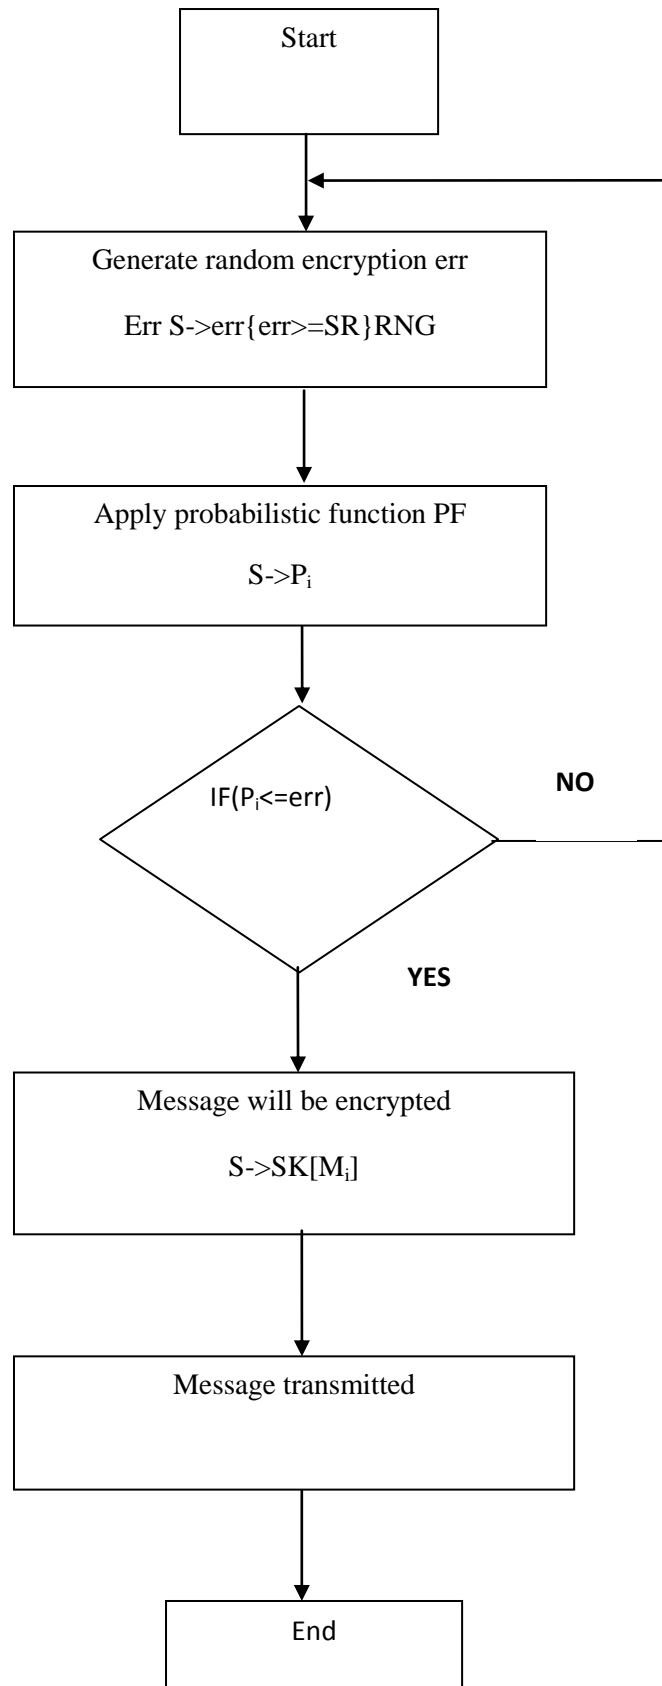 Start
Generate random encryption err
Err S->err{err>=SR}RNG
Apply probabilistic function PF
S->Pᵢ
IF(Pᵢ<=err)
NO
YES
Message will be encrypted
S->SK[Mᵢ]
Message transmitted
End